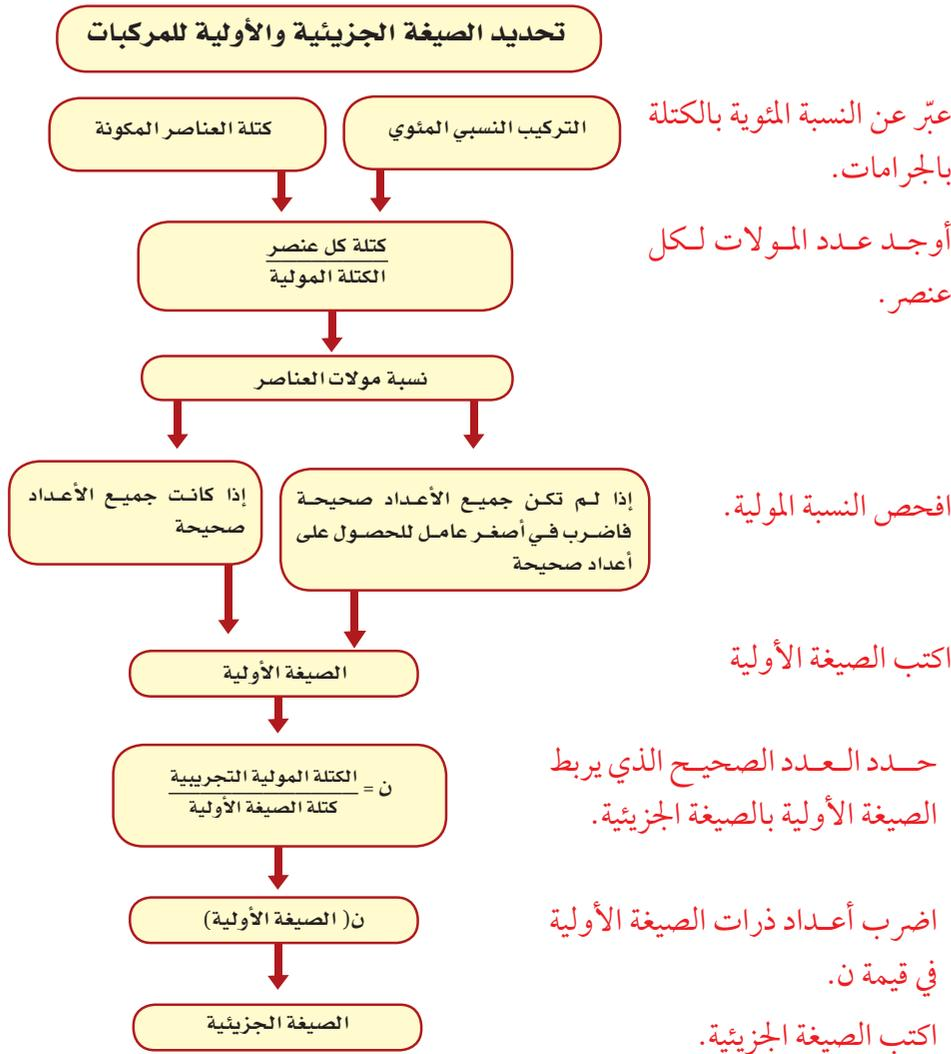 تحديد الصيغة الجزيئية والأولية للمركبات
عبّر عن النسبة المئوية بالكتلة
بالجرامات.
التركيب النسبي المئوي
كتلة العناصر المكونة
أوجد عدد المولات لكل
عنصر.
كتلة كل عنصر
الكتلة المولية
نسبة مولات العناصر
افحص النسبة المولية.
إذا لم تكن جميع الأعداد صحيحة
فاضرب في أصغر عامل للحصول على
أعداد صحيحة
إذا كانت جميع الأعداد
صحيحة
اكتب الصيغة الأولية
الصيغة الأولية
حدد العدد الصحيح الذي يربط
الصيغة الأولية بالصيغة الجزيئية.
ن = الكتلة المولية التجريبية
كتلة الصيغة الأولية
اضرب أعداد ذرات الصيغة الأولية
في قيمة ن.
ن( الصيغة الأولية)
اكتب الصيغة الجزيئية.
الصيغة الجزيئية